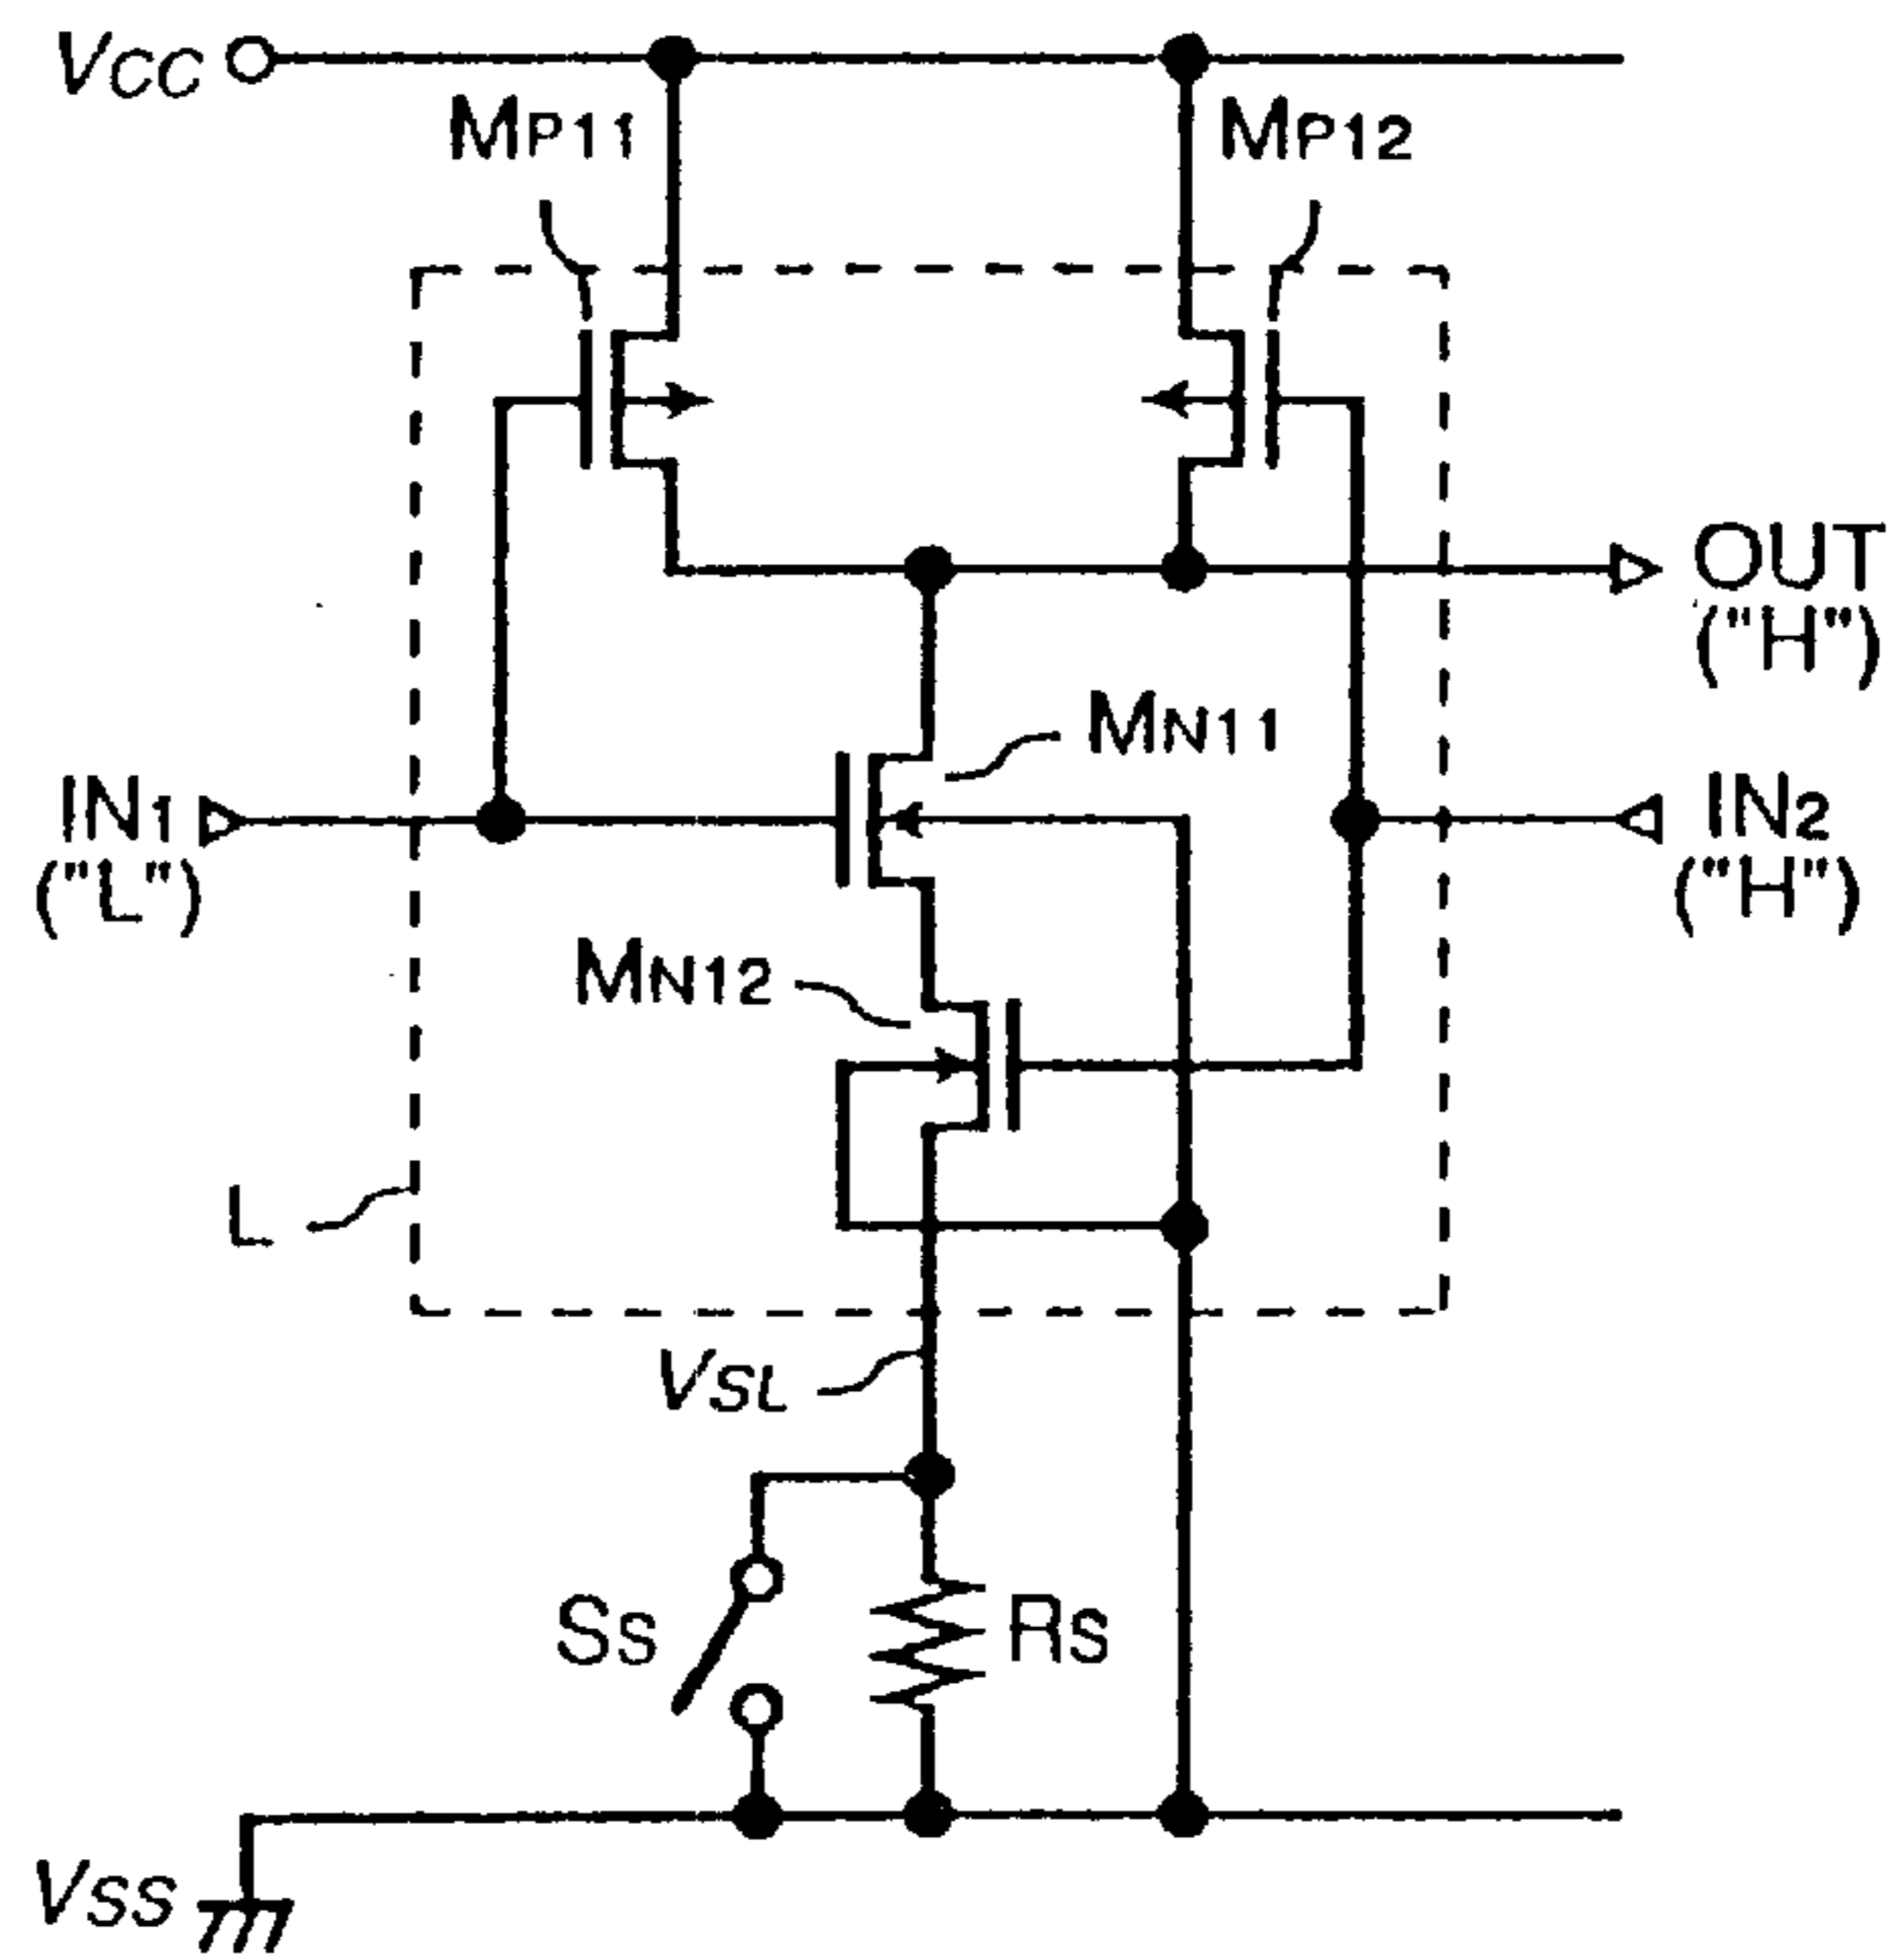 VCC
MP11
MP12
OUT
("H")
MN11
IN1
("L")
IN2
("H")
MN12
L
VSL
SS
RS
VSS